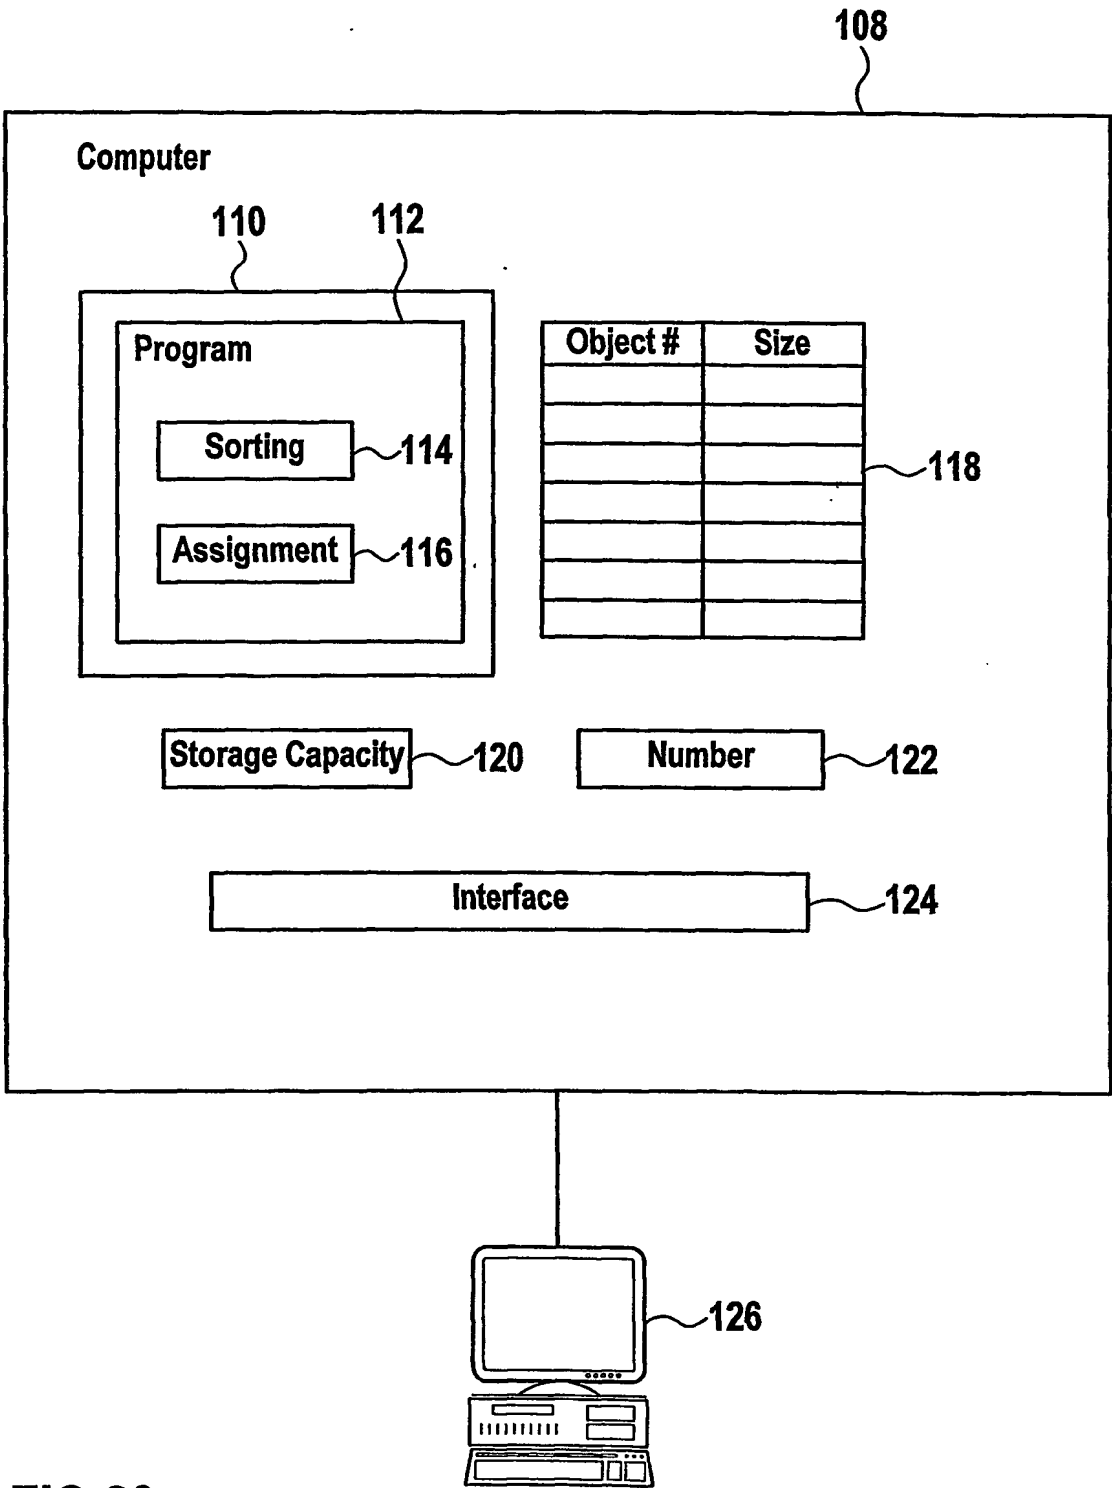 108
Computer
110
112
Program
Object #
Size
Sorting
114
118
Assignment
116
Storage Capacity
120
Number
122
Interface
124
126